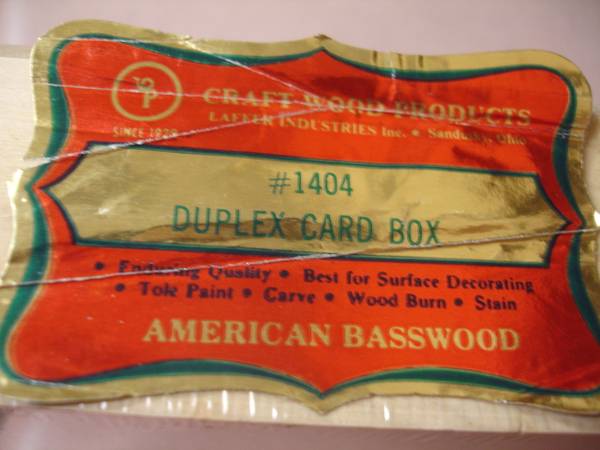 CRAFT WOOD PRODUCTS
LAFFER INDUSTRIES Inc. • Sandusky, Ohio
SINCE
#1404
DUPLEX CARD BOX
• Enduring Quality • Best for Surface Decorating
• Tole Paint • Carve • Wood Burn • Stain
AMERICAN BASSWOOD